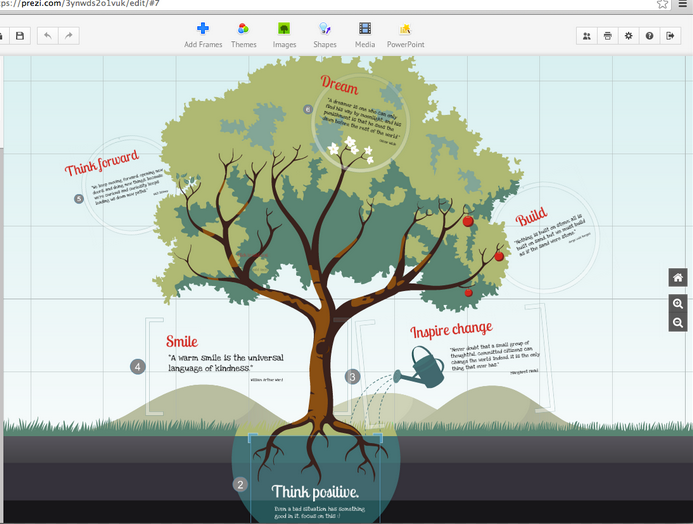 ps://prezi.com/3ynwds2o1vuk/edit/#7
Add Frames
Themes
Images
Shapes
Media
PowerPoint
Dream
6
"A dreamer is one who can only
find his way by moonlight, and his
punishment is that he sees the
dawn before the rest of the world."
Think forward
5
"We keep moving forward, opening new
doors, and doing new things, because
we're curious and curiosity keeps
leading us down new paths."
Build
"Nothing is built on stone; all is
built on sand, but we must build
as if the sand were stone."
Smile
"A warm smile is the universal
language of kindness."
William Arthur Ward
4
Inspire change
"Never doubt that a small group of
thoughtful, committed citizens can
change the world. Indeed, it is the only
thing that ever has."
Margaret Mead
3
2
Think positive.
Even a bad situation has something
good in it, focus on this :)